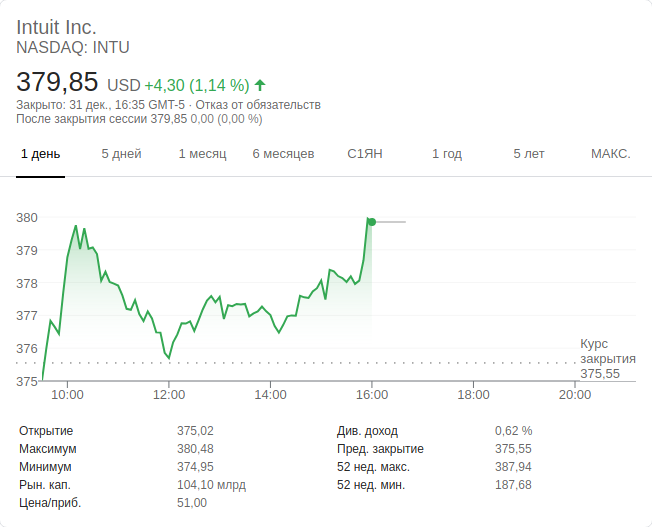 Intuit Inc.
NASDAQ: INTU
379,85 USD +4,30 (1,14 %)
Закрыто: 31 дек., 16:35 GMT-5 · Отказ от обязательств
После закрытия сессии 379,85 0,00 (0,00 %)
1 день 5 дней 1 месяц 6 месяцев С1ЯН 1 год 5 лет МАКС.
380
379
378
377
376
375
Курс
закрытия
375,55
10:00 12:00 14:00 16:00 18:00 20:00
Открытие 375,02 Див. доход 0,62 %
Максимум 380,48 Пред. закрытие 375,55
Минимум 374,95 52 нед. макс. 387,94
Рын. кап. 104,10 млрд 52 нед. мин. 187,68
Цена/приб. 51,00